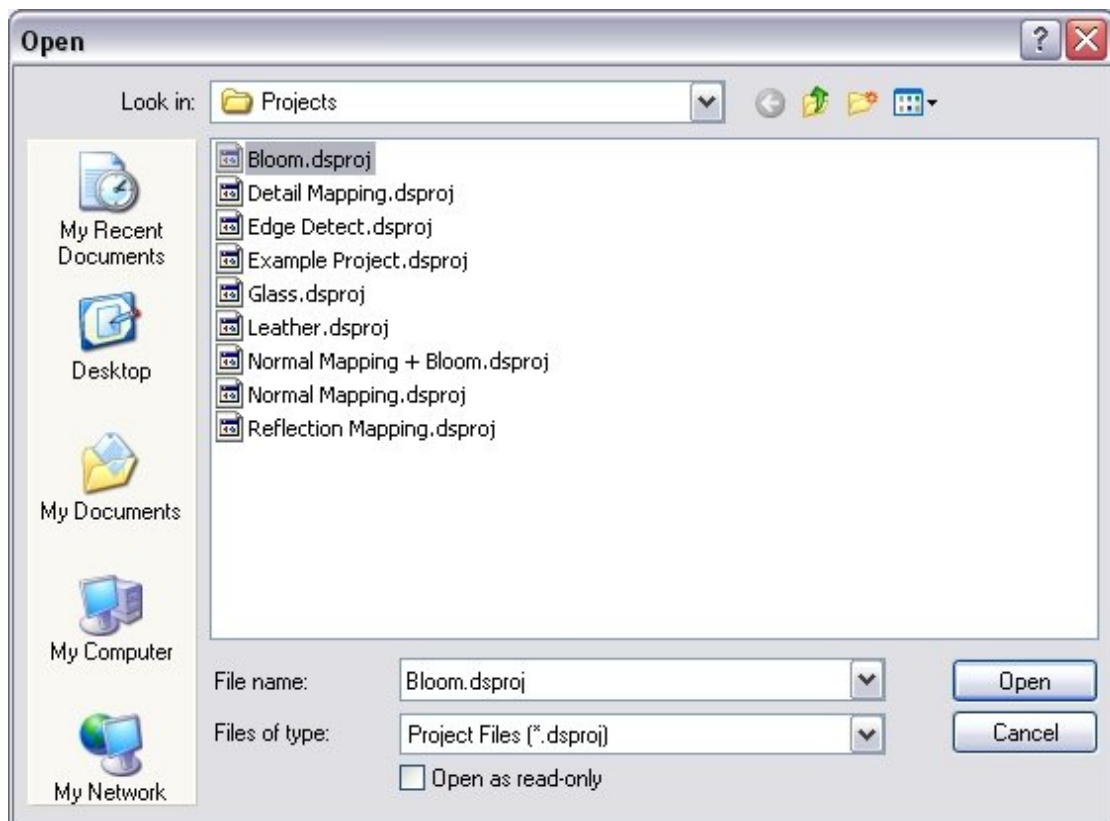 Open
Look in: Projects
Bloom.dsproj
Detail Mapping.dsproj
Edge Detect.dsproj
Example Project.dsproj
Glass.dsproj
Leather.dsproj
Normal Mapping + Bloom.dsproj
Normal Mapping.dsproj
Reflection Mapping.dsproj
My Recent
Documents
Desktop
My Documents
My Computer
My Network
File name: Bloom.dsproj Open
Files of type: Project Files (*.dsproj) Cancel
Open as read-only